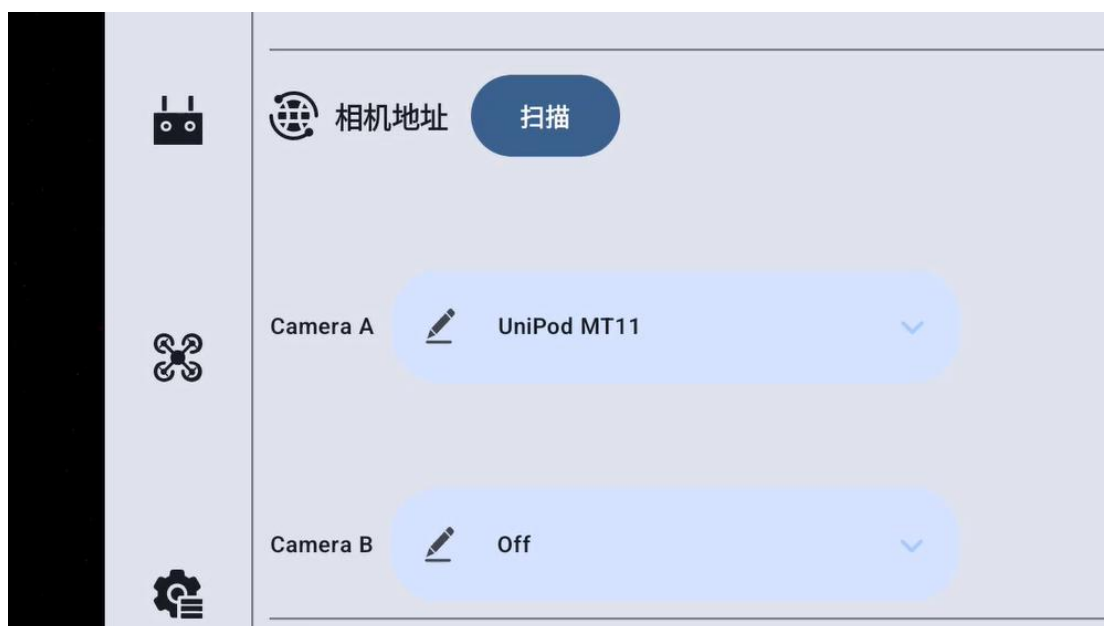 相机地址 扫描
Camera A UniPod MT11
Camera B Off